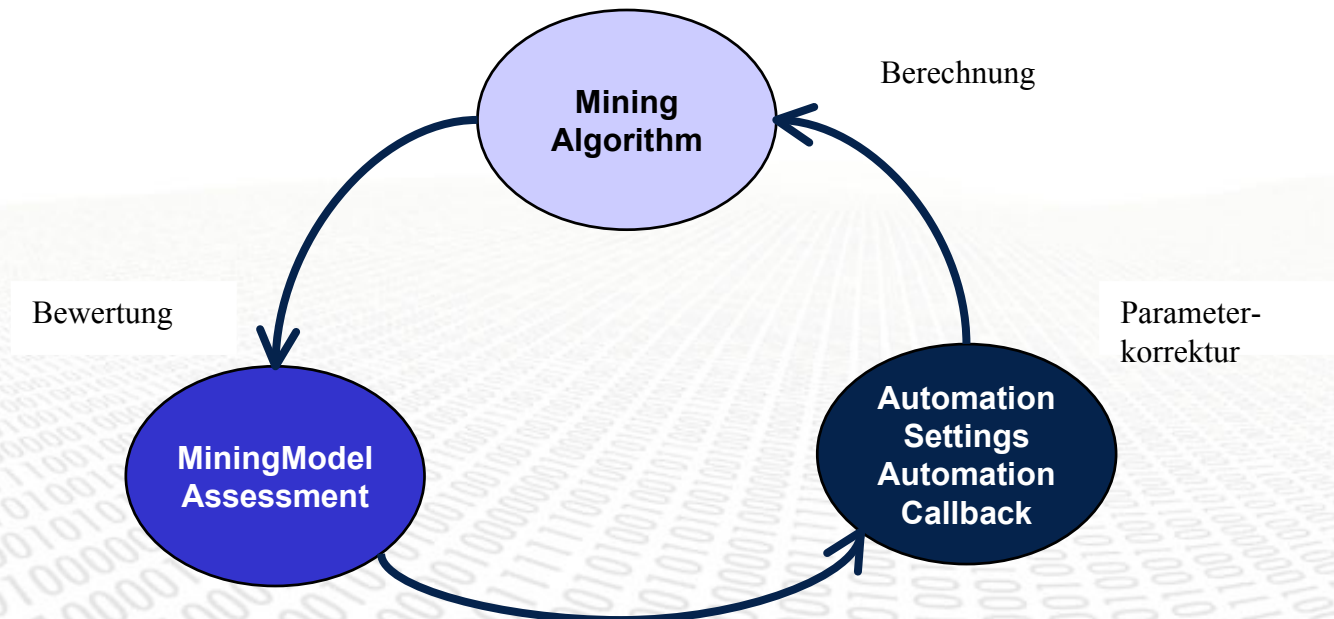 Mining
Algorithm
Berechnung
Bewertung
Parameter-
korrektur
MiningModel
Assessment
Automation
Settings
Automation
Callback